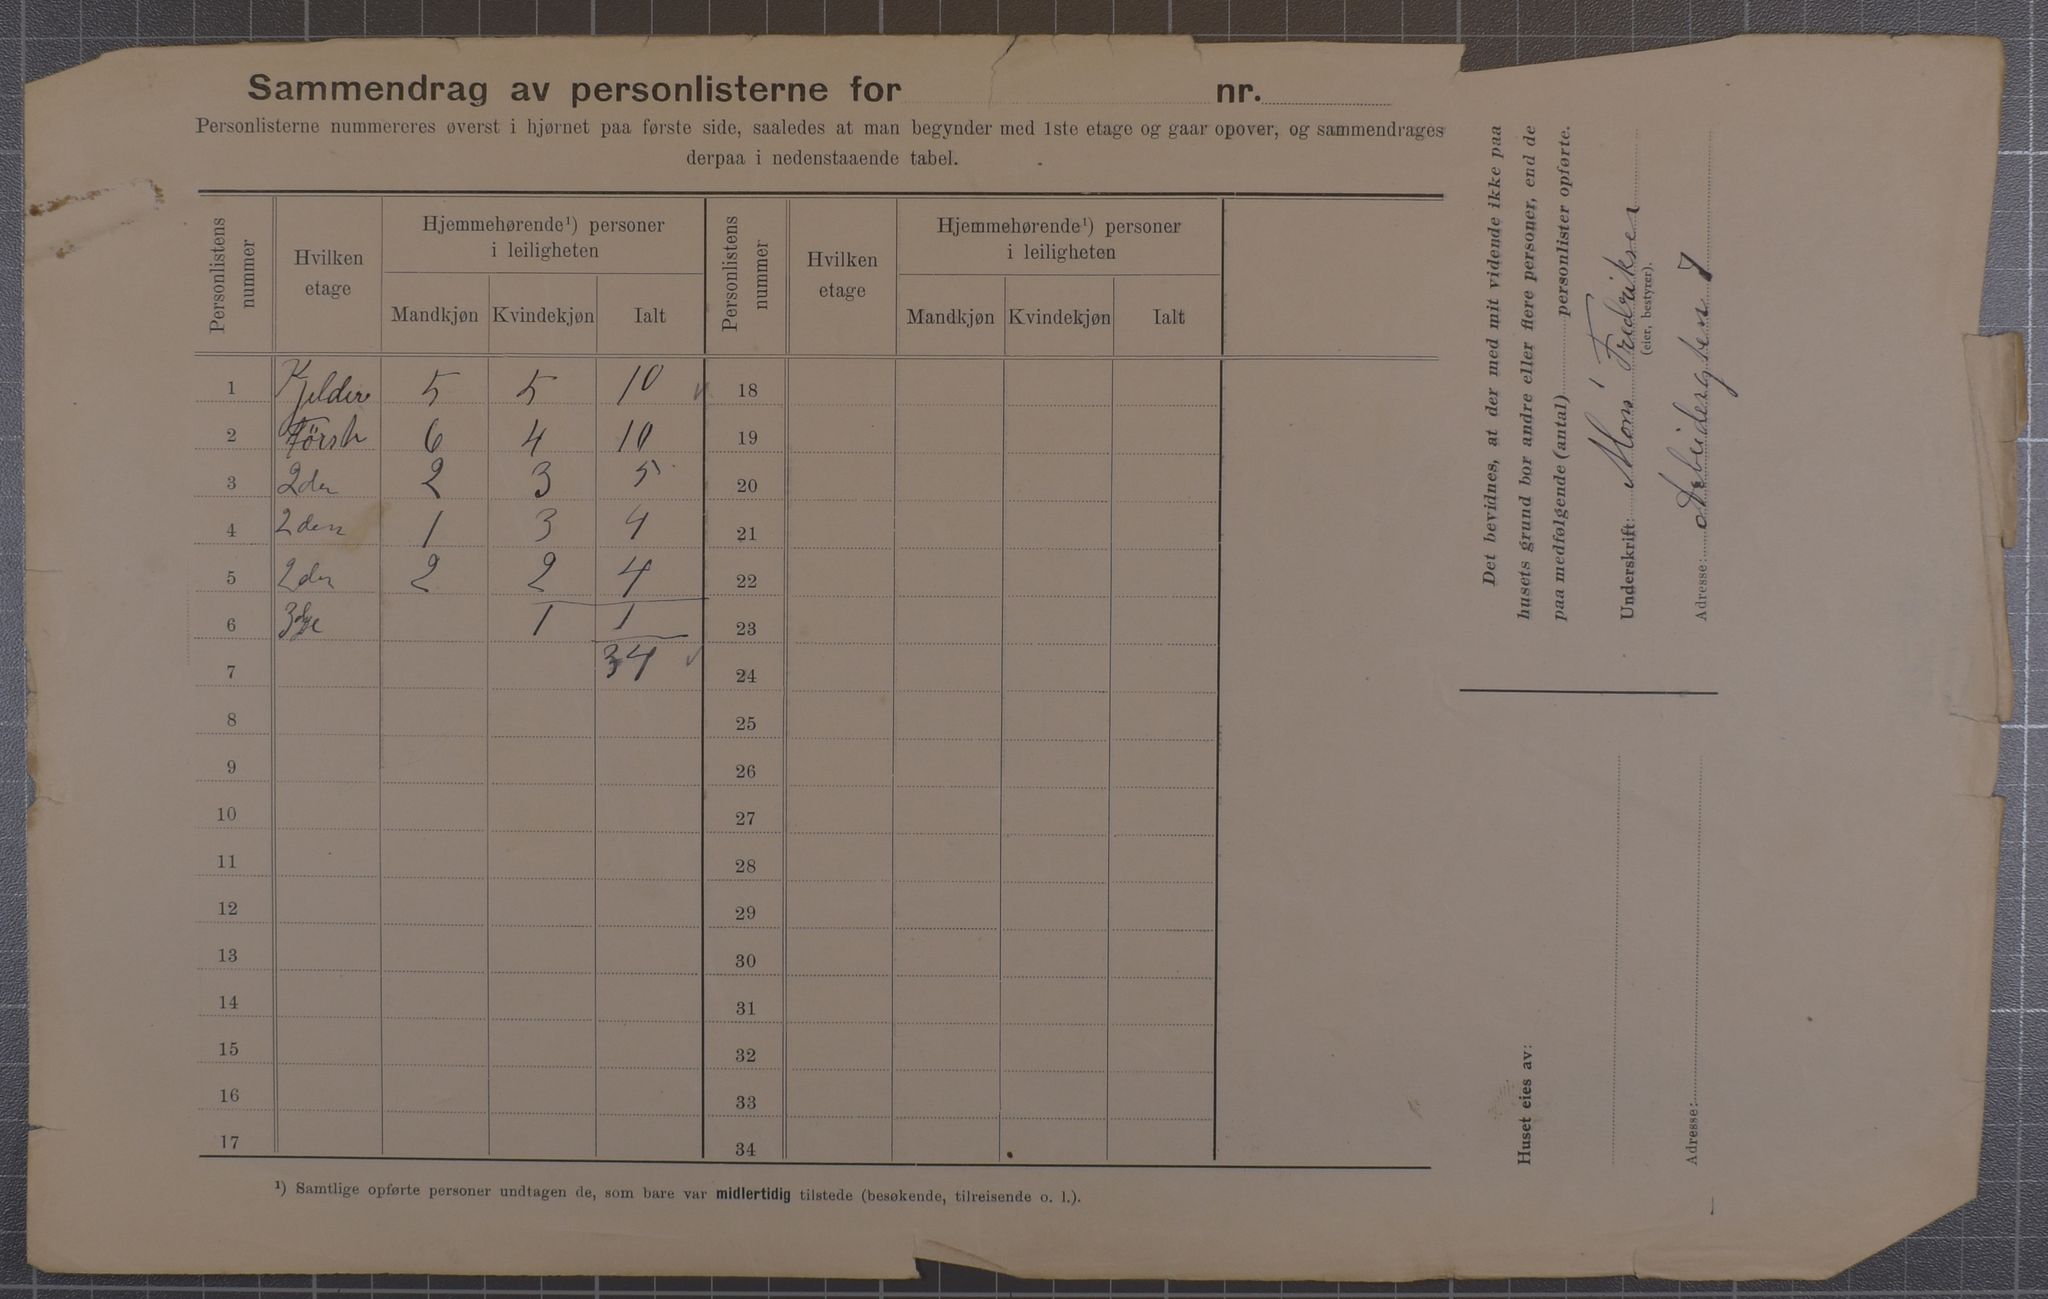 Sammendrag av personlisterne for nr.
Personlisterne nummereres øverst i hjørnet paa første side, saaledes at man begynder med 1ste etage og gaar opover, og sammendrages
derpaa i nedenstaaende tabel.
Personlistens nummer Hvilken etage Hjemmehørende¹) personer i leiligheten Personlistens nummer Hvilken etage Hjemmehørende¹) personer i leiligheten
Mandkjøn Kvindekjøn Ialt Mandkjøn Kvindekjøn Ialt
1 Kjelder 5 5 10 18
2 Förste 6 4 10 19
3 2den 2 3 5 20
4 2den 1 3 4 21
5 2den 2 2 4 22
6 3dje 1 1 23
7 34 24
8 25
9 26
10 27
11 28
12 29
13 30
14 31
15 32
16 33
17 34
¹) Samtlige opførte personer undtagen de, som bare var midlertidig tilstede (besøkende, tilreisende o. l.).
Det bevidnes, at der med mit vidende ikke paa
husets grund bor andre eller flere personer, end de
paa medfølgende (antal) personlister opførte.
Underskrift: Fredriksen
(eier, bestyrer).
Adresse: Arbeidergaten 7
Huset eies av:
Adresse: